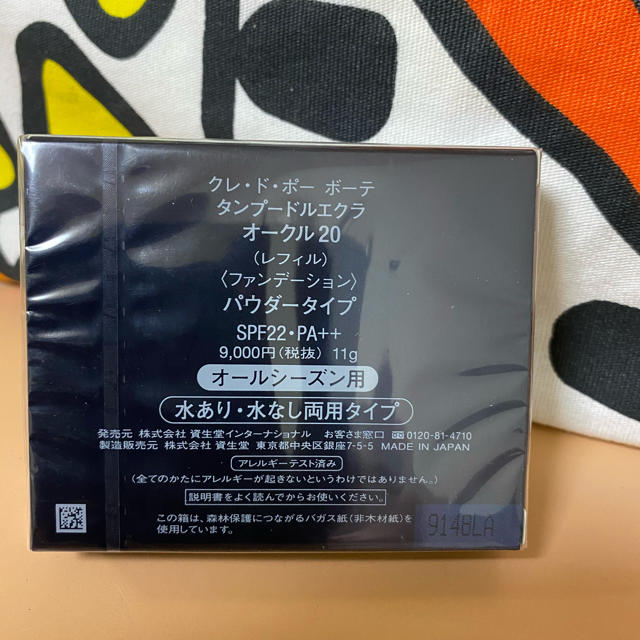 クレ・ド・ポー ボーテ
タンプードルエクラ
オークル20
（レフィル）
〈ファンデーション〉
パウダータイプ
SPF22・PA++
9,000円（税抜） 11g
オールシーズン用
水あり・水なし両用タイプ
発売元 株式会社 資生堂インターナショナル お客さま窓口 0120-81-4710
製造販売元 株式会社 資生堂 東京都中央区銀座7-5-5 MADE IN JAPAN
アレルギーテスト済み
（全てのかたにアレルギーが起きないというわけではありません。）
説明書をよく読んでからお使いください。
この箱は、森林保護につながるバガス紙（非木材紙）を
使用しています。
9148LA